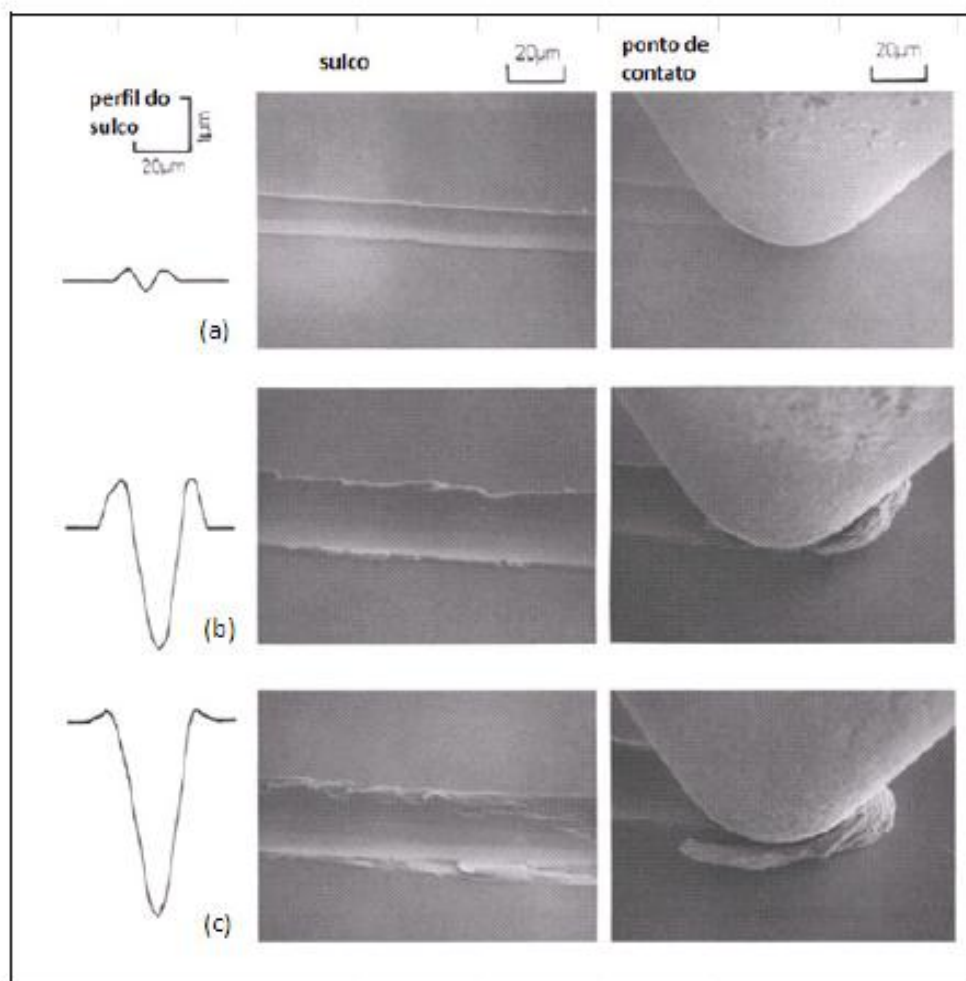 sulco
20µm
ponto de
contato
20µm
perfil do
sulco
1µm
20µm
(a)
(b)
(c)